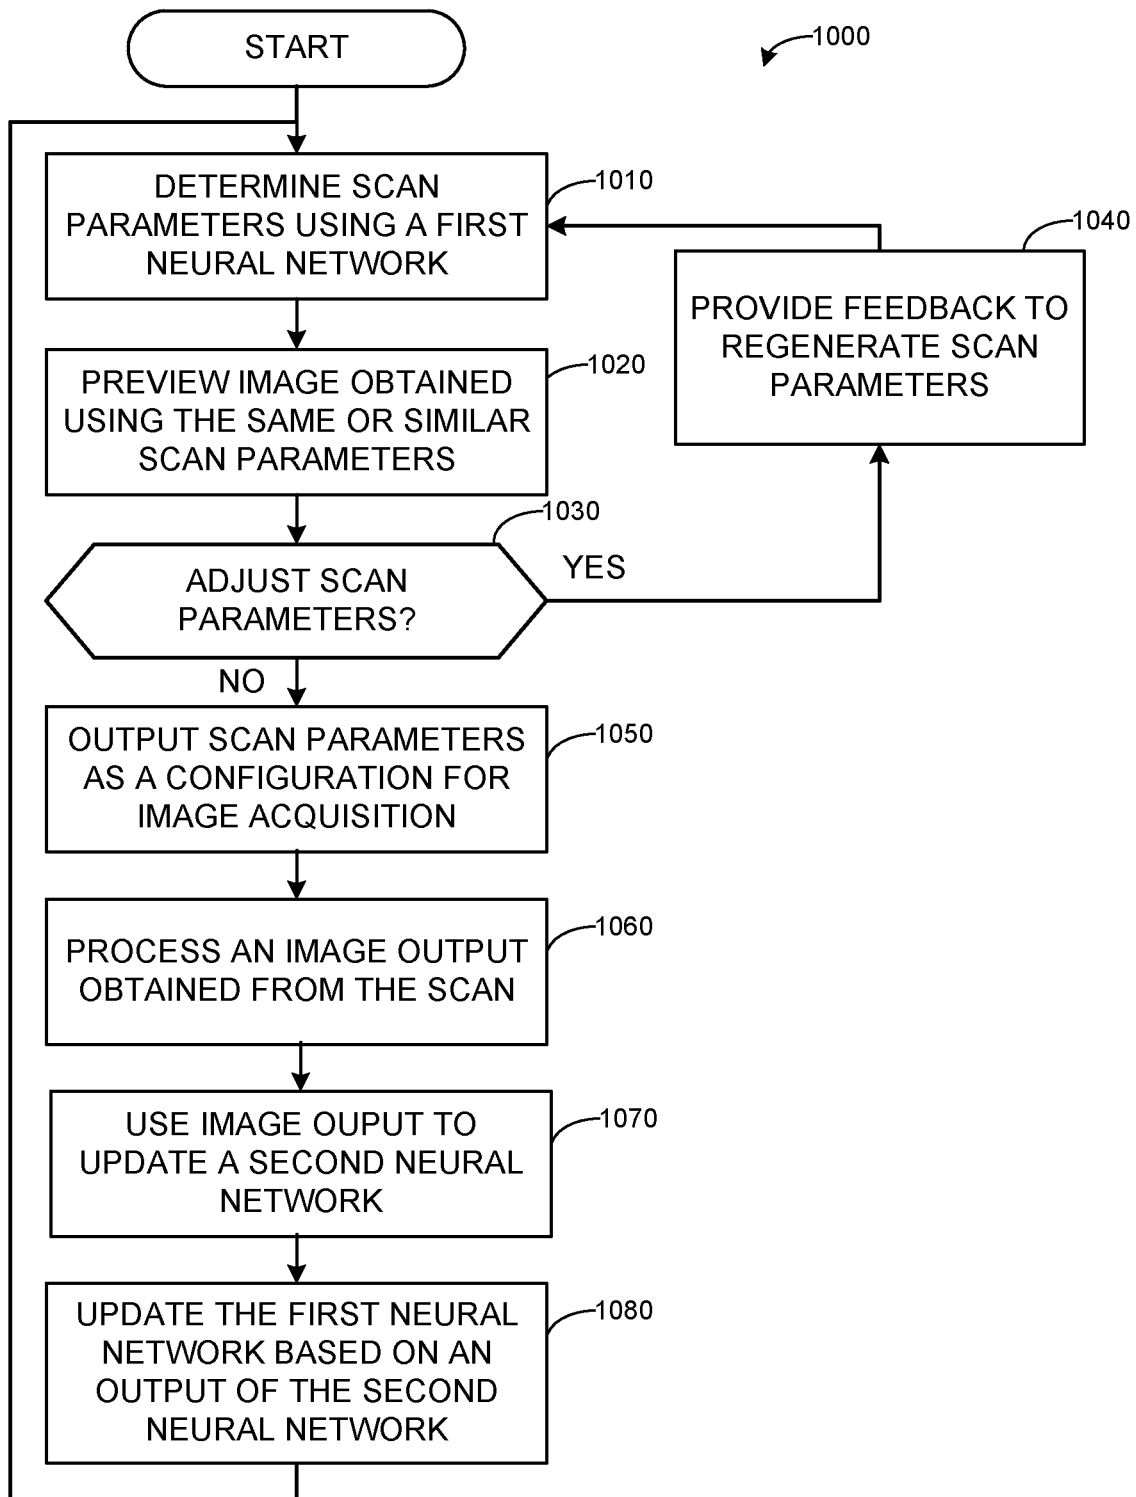 START
1000
DETERMINE SCAN
PARAMETERS USING A FIRST
NEURAL NETWORK
1010
PROVIDE FEEDBACK TO
REGENERATE SCAN
PARAMETERS
1040
PREVIEW IMAGE OBTAINED
USING THE SAME OR SIMILAR
SCAN PARAMETERS
1020
ADJUST SCAN
PARAMETERS?
1030
YES
NO
OUTPUT SCAN PARAMETERS
AS A CONFIGURATION FOR
IMAGE ACQUISITION
1050
PROCESS AN IMAGE OUTPUT
OBTAINED FROM THE SCAN
1060
USE IMAGE OUPUT TO
UPDATE A SECOND NEURAL
NETWORK
1070
UPDATE THE FIRST NEURAL
NETWORK BASED ON AN
OUTPUT OF THE SECOND
NEURAL NETWORK
1080